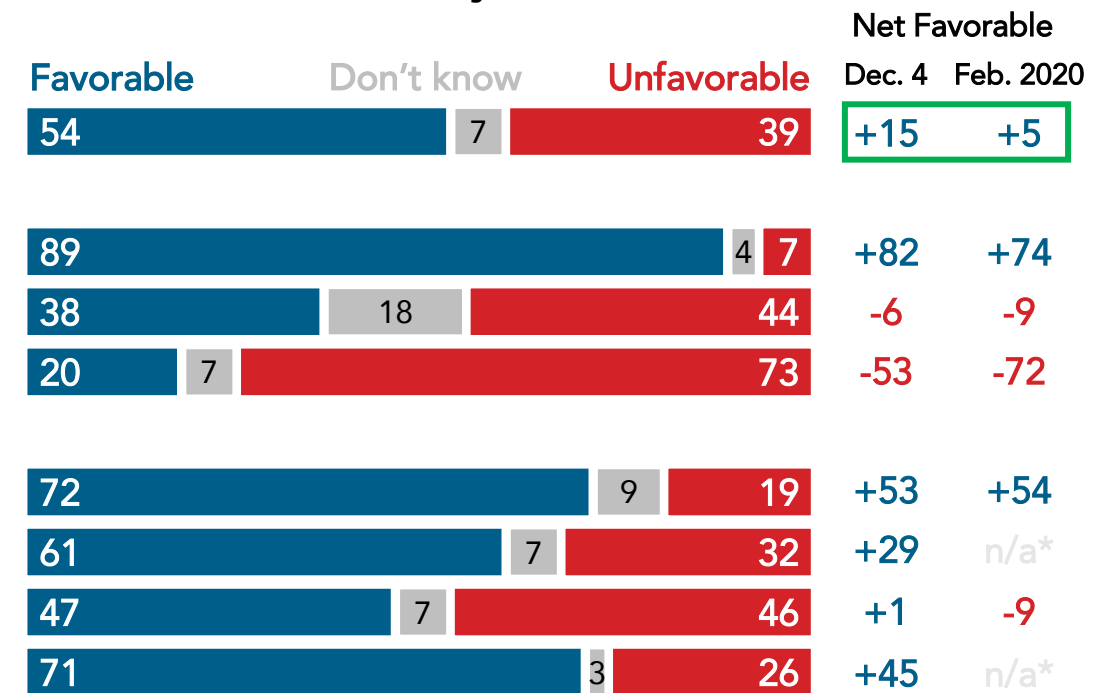 Net Favorable
Favorable Don't know Unfavorable Dec. 4 Feb. 2020
54 7 39 +15 +5
89 4 7 +82 +74
38 18 44 -6 -9
20 7 73 -53 -72
72 9 19 +53 +54
61 7 32 +29 n/a*
47 7 46 +1 -9
71 3 26 +45 n/a*